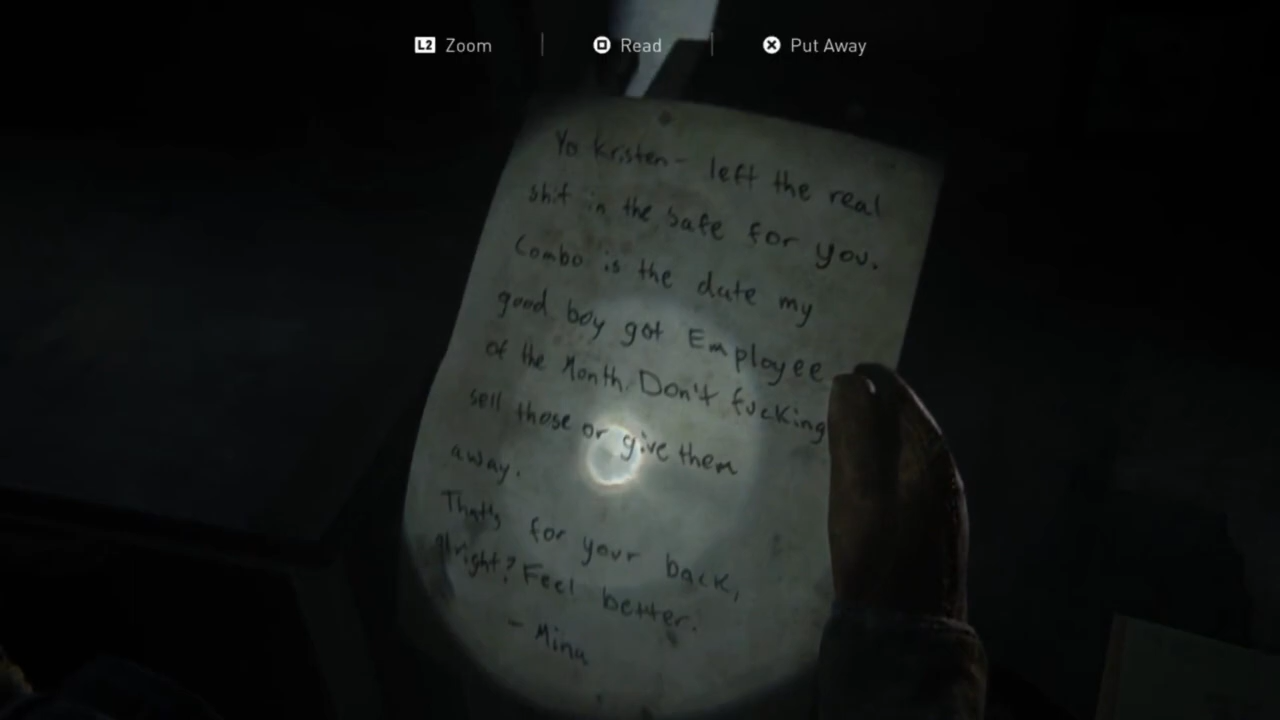 L2 Zoom | Read | Put Away
Yo Kristen- left the real
shit in the safe for you.
Combo is the date my
good boy got Employee
of the Month. Don't fucking
sell those or give them
away.
That's for your back,
alright? Feel better.
- Mina